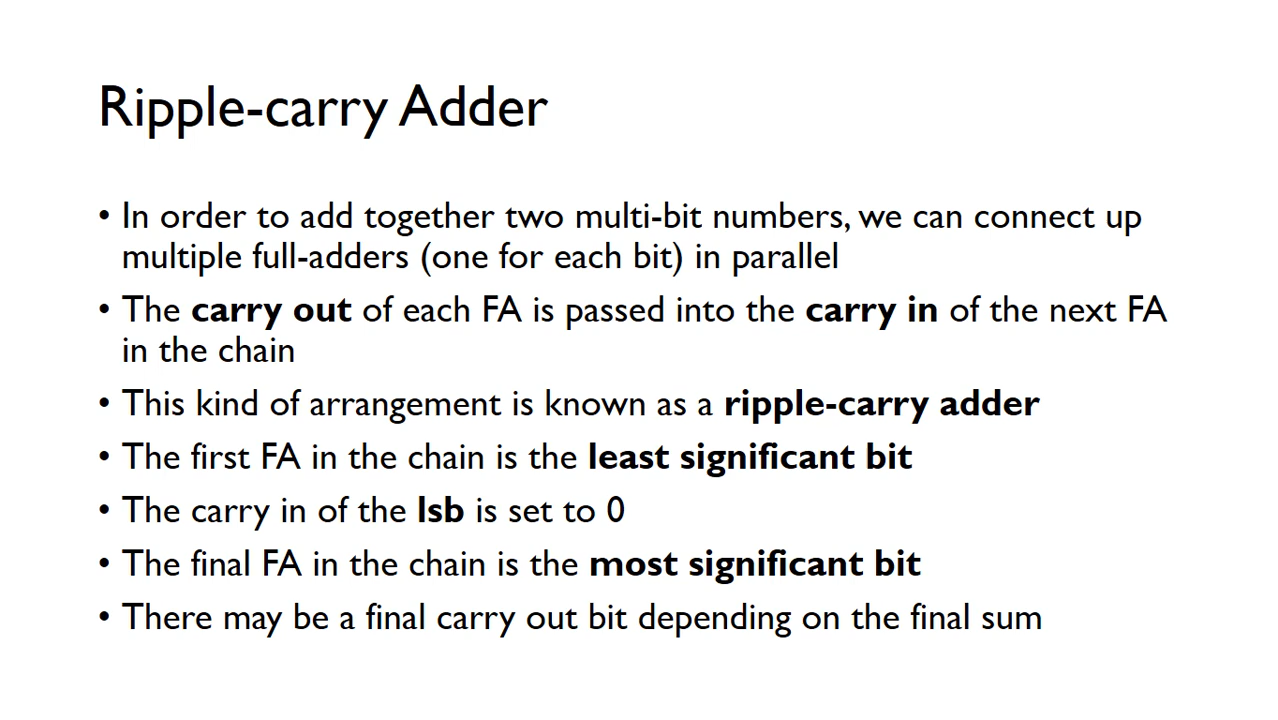 Ripple-carry Adder
• In order to add together two multi-bit numbers, we can connect up
multiple full-adders (one for each bit) in parallel
• The carry out of each FA is passed into the carry in of the next FA
in the chain
• This kind of arrangement is known as a ripple-carry adder
• The first FA in the chain is the least significant bit
• The carry in of the lsb is set to 0
• The final FA in the chain is the most significant bit
• There may be a final carry out bit depending on the final sum